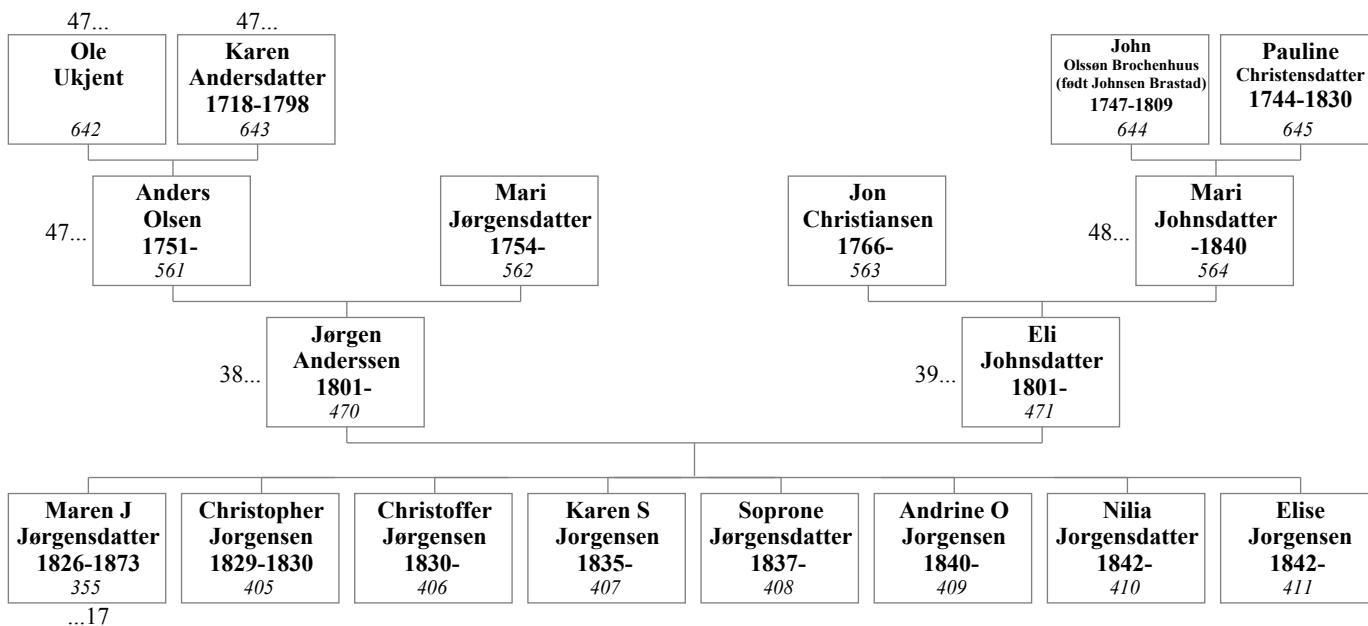 47...
47...
Ole
Ukjent
642
Karen
Andersdatter
1718-1798
643
John
Olssøn Brochenhuus
(født Johnsen Brastad)
1747-1809
644
Pauline
Christensdatter
1744-1830
645
47...
Anders
Olsen
1751-
561
Mari
Jørgensdatter
1754-
562
Jon
Christiansen
1766-
563
48...
Mari
Johnsdatter
-1840
564
38...
Jørgen
Anderssen
1801-
470
39...
Eli
Johnsdatter
1801-
471
Maren J
Jørgensdatter
1826-1873
355
Christopher
Jorgensen
1829-1830
405
Christoffer
Jørgensen
1830-
406
Karen S
Jorgensen
1835-
407
Soprone
Jørgensdatter
1837-
408
Andrine O
Jorgensen
1840-
409
Nilia
Jorgensdatter
1842-
410
Elise
Jorgensen
1842-
411
...17